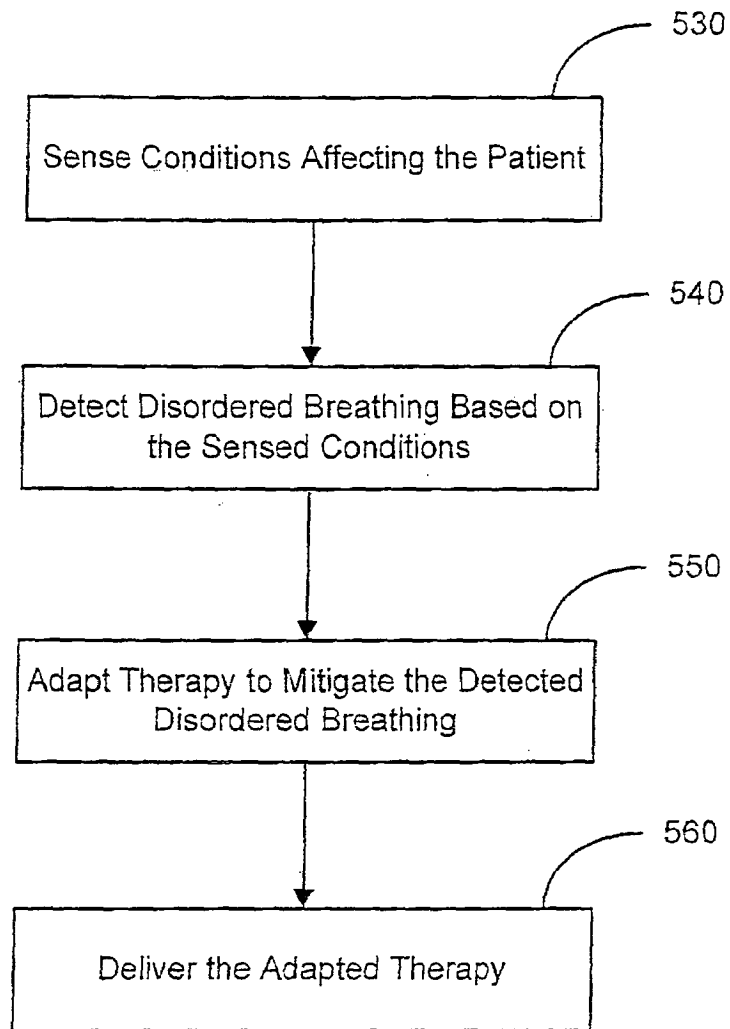 530
Sense Conditions Affecting the Patient
540
Detect Disordered Breathing Based on
the Sensed Conditions
550
Adapt Therapy to Mitigate the Detected
Disordered Breathing
560
Deliver the Adapted Therapy